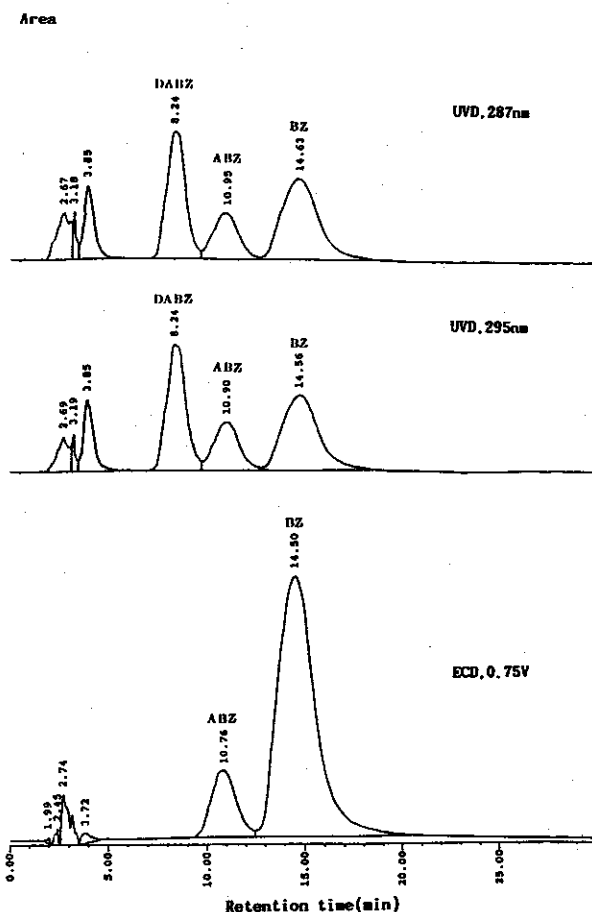 Area
DABZ
8.24
UVD, 287nm
BZ
14.63
ABZ
10.95
2.67
3.18
3.85
DABZ
8.24
UVD, 295nm
BZ
14.56
ABZ
10.90
2.69
3.19
3.85
BZ
14.50
ECD, 0.75V
ABZ
10.76
1.99
2.45
2.74
3.72
0.00
5.00
10.00
15.00
20.00
25.00
Retention time(min)